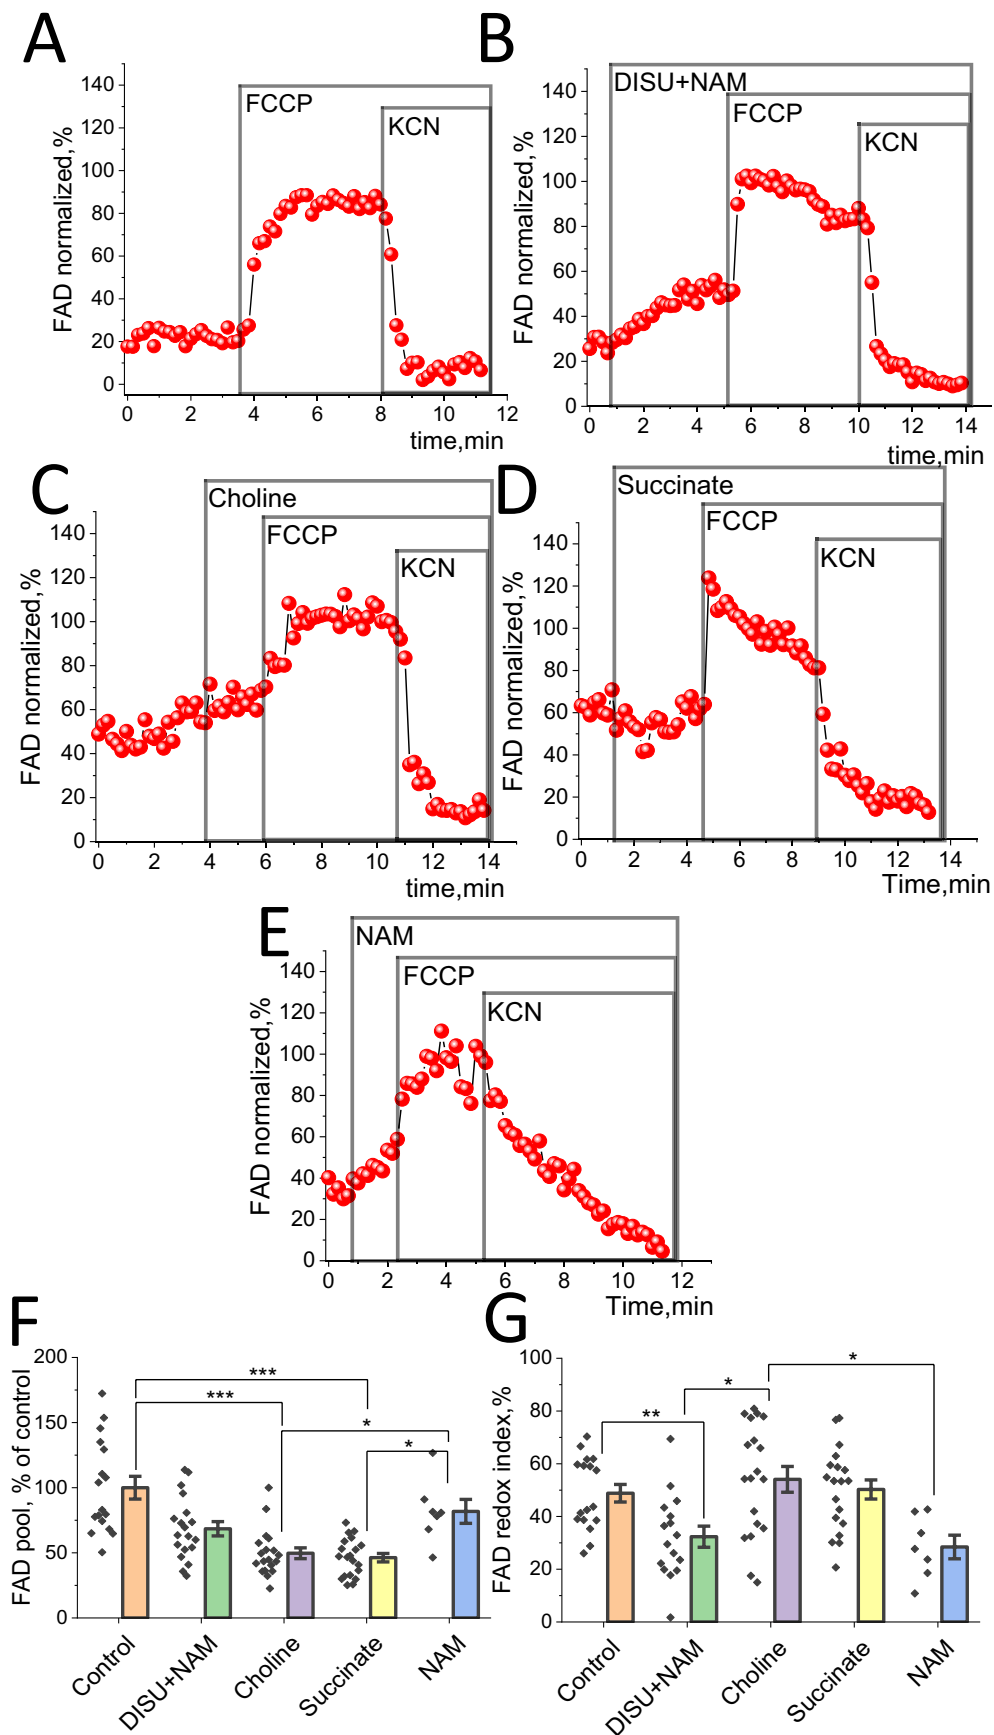 A
FCCP
KCN
FAD normalized,%
140
120
100
80
60
40
20
0
0 2 4 6 8 10 12
time,min
B
DISU+NAM
FCCP
KCN
FAD normalized,%
140
120
100
80
60
40
20
0
0 2 4 6 8 10 12 14
time,min
C
Choline
FCCP
KCN
FAD normalized,%
140
120
100
80
60
40
20
0
0 2 4 6 8 10 12 14
time,min
D
Succinate
FCCP
KCN
FAD normalized,%
140
120
100
80
60
40
20
0
0 2 4 6 8 10 12 14
Time,min
E
NAM
FCCP
KCN
FAD normalized,%
140
120
100
80
60
40
20
0
0 2 4 6 8 10 12
Time,min
F
FAD pool, % of control
200
150
100
50
0
***
***
*
*
Control
DISU+NAM
Choline
Succinate
NAM
G
FAD redox index,%
100
80
60
40
20
0
*
*
**
Control
DISU+NAM
Choline
Succinate
NAM